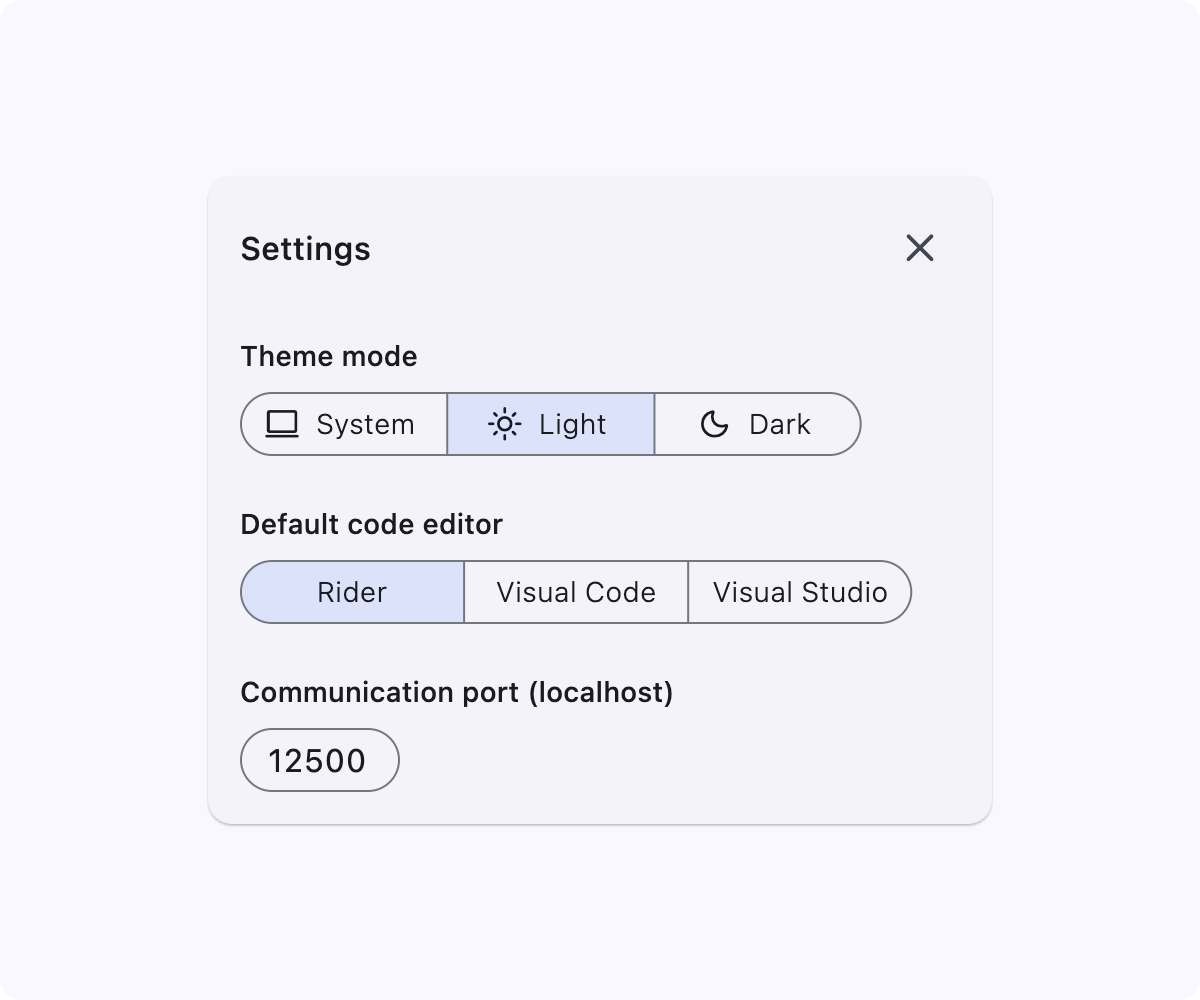 Settings
Theme mode
System Light Dark
Default code editor
Rider Visual Code Visual Studio
Communication port (localhost)
12500